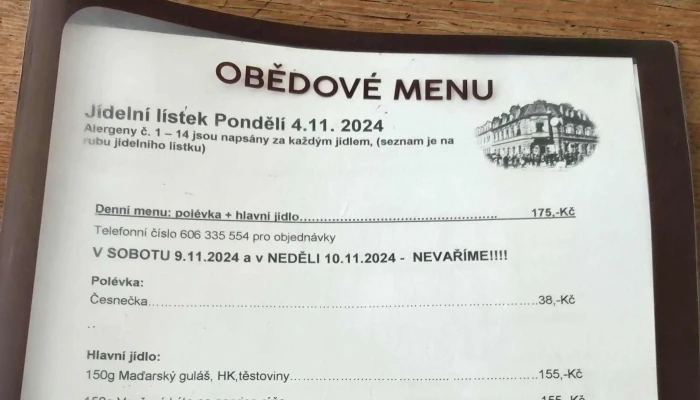 OBĚDOVÉ MENU
Jídelní lístek Pondělí 4.11. 2024
Alergeny č. 1 – 14 jsou napsány za každým jídlem, (seznam je na
rubu jídelního lístku)
Denní menu: polévka + hlavní jídlo.................................................... 175,-Kč
Telefonní číslo 606 335 554 pro objednávky
V SOBOTU 9.11.2024 a v NEDĚLI 10.11.2024 - NEVAŘÍME!!!!
Polévka:
Česnečka..........................................................................................38,-Kč
..
Hlavní jídlo:
150g Maďarský guláš, HK,těstoviny.....................................................155,-Kč